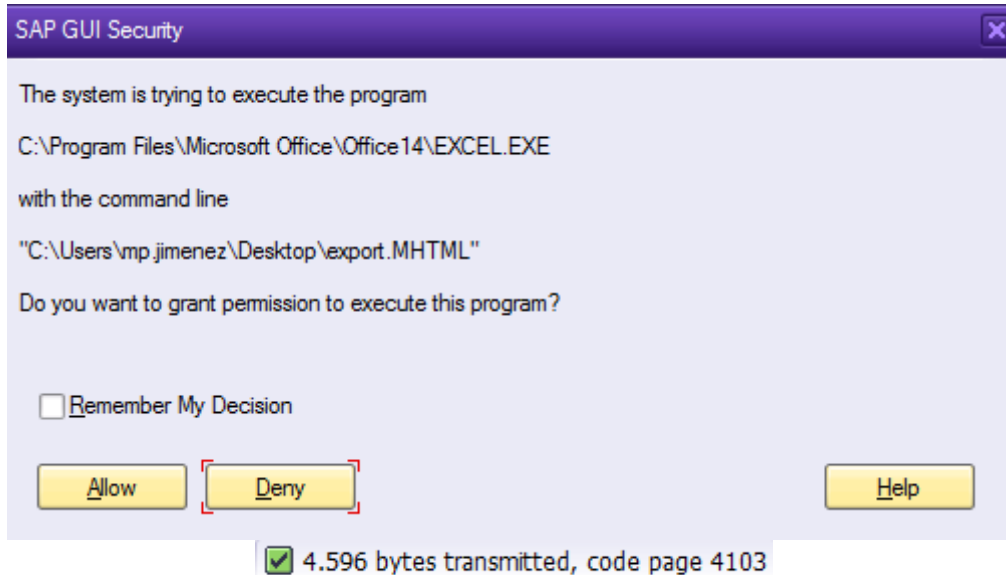 SAP GUI Security
The system is trying to execute the program
C:\Program Files\Microsoft Office\Office14\EXCEL.EXE
with the command line
"C:\Users\mp.jimenez\Desktop\export.MHTML"
Do you want to grant permission to execute this program?
Remember My Decision
Allow Deny Help
4.596 bytes transmitted, code page 4103